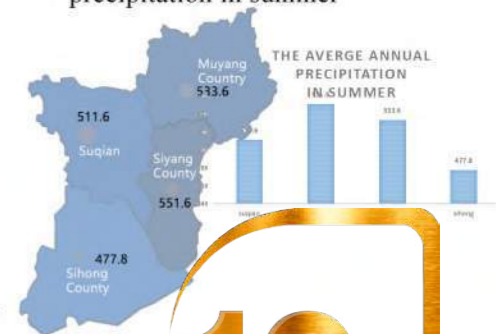 precipitation in summer
Muyang
Country
533.6
511.6
Suqian
Siyang
County
551.6
477.8
Sihong
County
THE AVERGE ANNUAL
PRECIPITATION
IN SUMMER
533.6
477.8
sihong